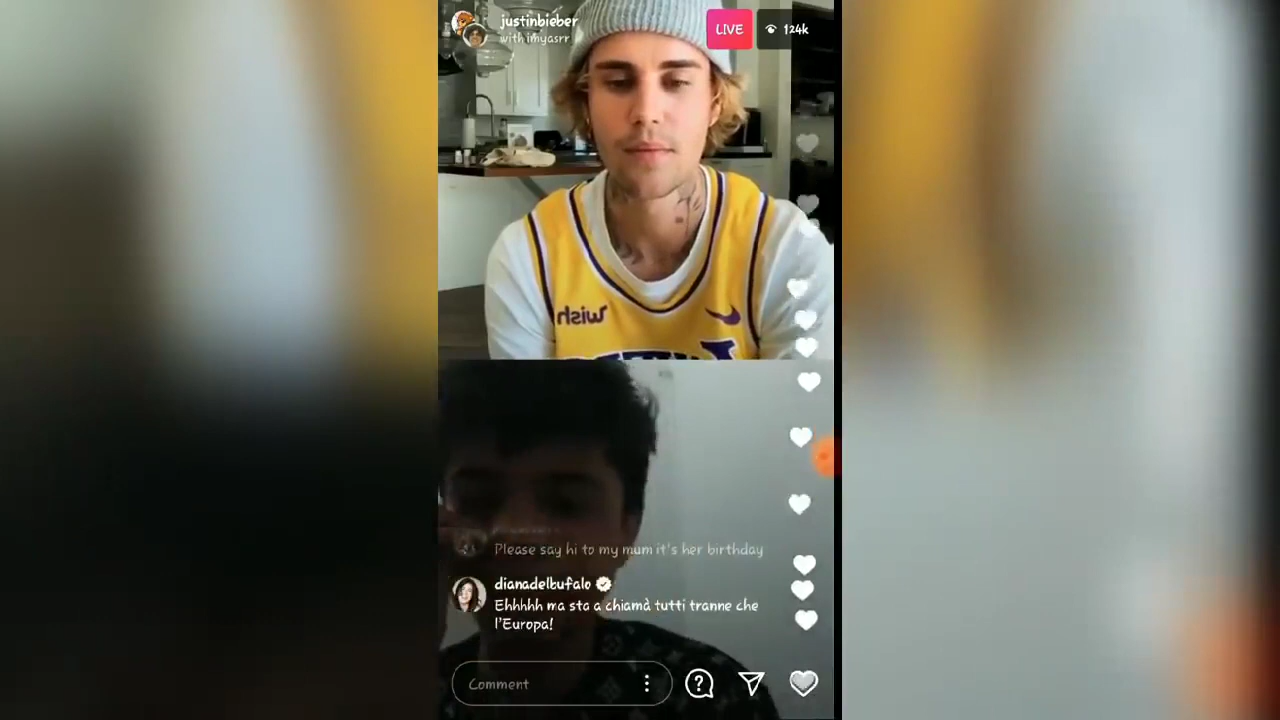 justinbieber
with imyasrr
LIVE
124k
wish
Please say hi to my mum it's her birthday
dianadelbufalo
Ehhhhh ma sta a chiamà tutti tranne che
l'Europa!
Comment